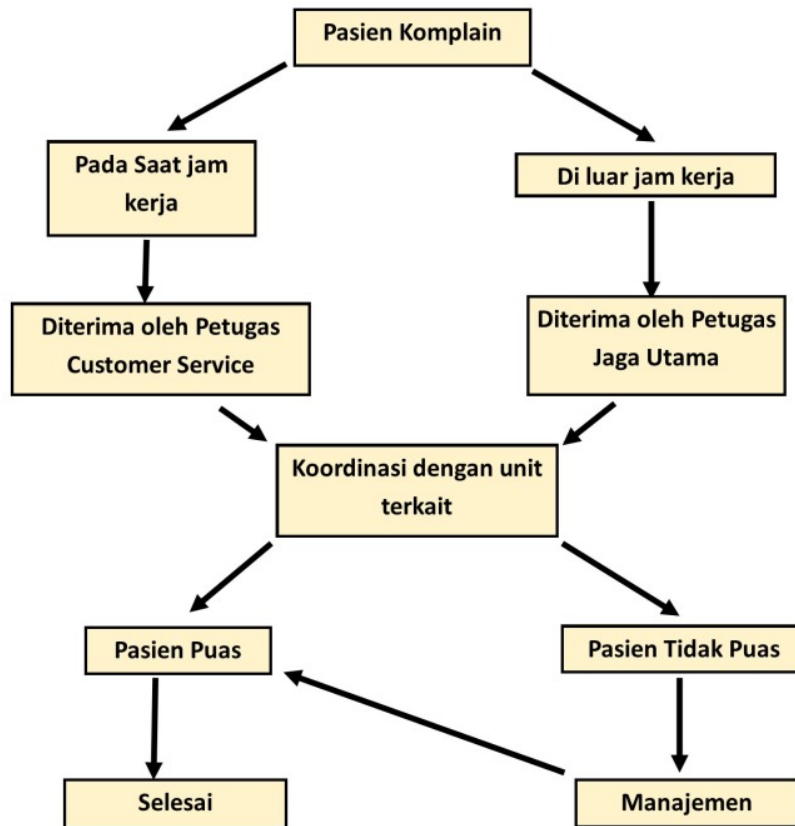 Pasien Komplain
Pada Saat jam
kerja
Di luar jam kerja
Diterima oleh Petugas
Customer Service
Diterima oleh Petugas
Jaga Utama
Koordinasi dengan unit
terkait
Pasien Puas
Pasien Tidak Puas
Selesai
Manajemen